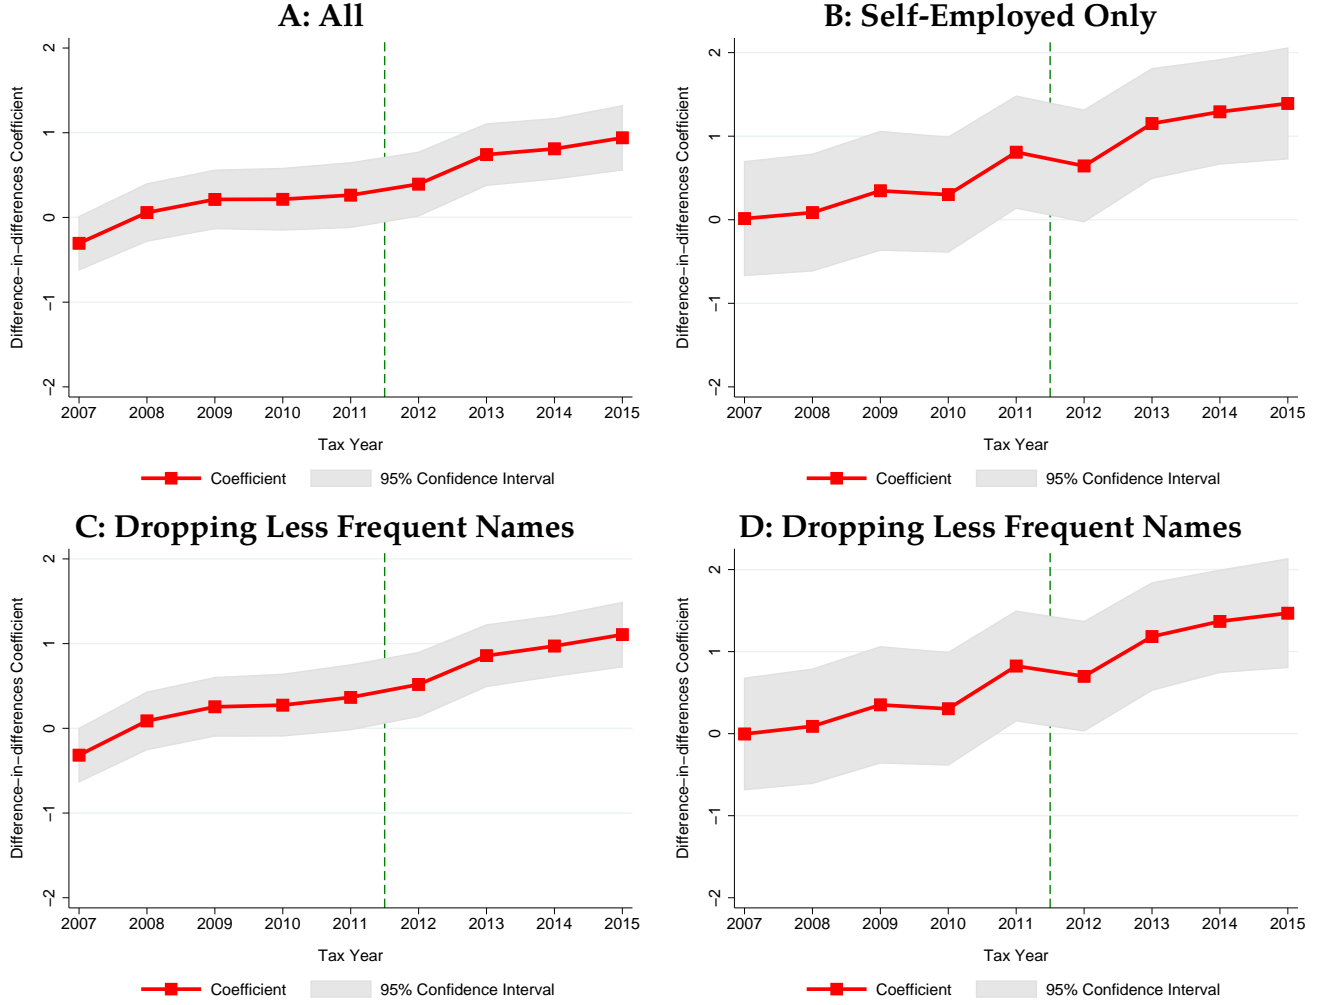 A: All
Difference−in−differences Coefficient
2
1
0
−1
−2
2007 2008 2009 2010 2011 2012 2013 2014 2015
Tax Year
Coefficient 95% Confidence Interval
B: Self-Employed Only
Difference−in−differences Coefficient
2
1
0
−1
−2
2007 2008 2009 2010 2011 2012 2013 2014 2015
Tax Year
Coefficient 95% Confidence Interval
C: Dropping Less Frequent Names
Difference−in−differences Coefficient
2
1
0
−1
−2
2007 2008 2009 2010 2011 2012 2013 2014 2015
Tax Year
Coefficient 95% Confidence Interval
D: Dropping Less Frequent Names
Difference−in−differences Coefficient
2
1
0
−1
−2
2007 2008 2009 2010 2011 2012 2013 2014 2015
Tax Year
Coefficient 95% Confidence Interval